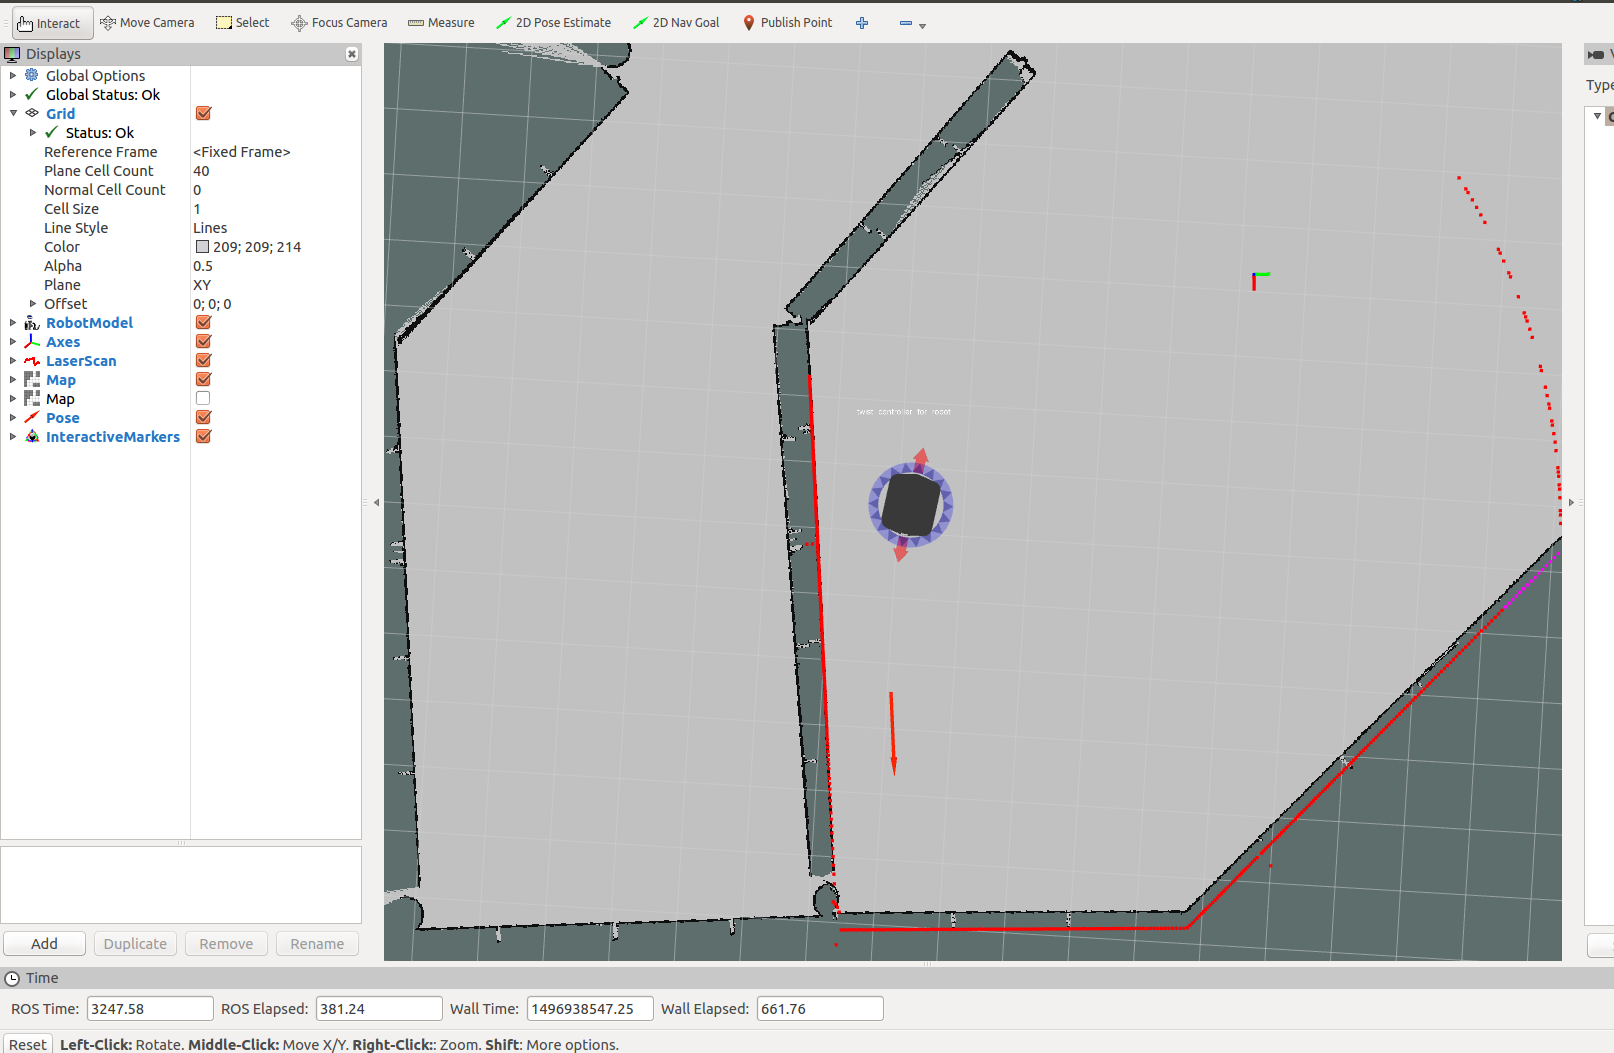 Interact Move Camera Select Focus Camera Measure 2D Pose Estimate 2D Nav Goal Publish Point
Displays
Global Options
Global Status: Ok
Grid
Status: Ok
Reference Frame <Fixed Frame>
Plane Cell Count 40
Normal Cell Count 0
Cell Size 1
Line Style Lines
Color 209; 209; 214
Alpha 0.5
Plane XY
Offset 0; 0; 0
RobotModel
Axes
LaserScan
Map
Map
Pose
InteractiveMarkers
twist controller for robot
Type
Add Duplicate Remove Rename
Time
ROS Time: 3247.58 ROS Elapsed: 381.24 Wall Time: 1496938547.25 Wall Elapsed: 661.76
Reset Left-Click: Rotate. Middle-Click: Move X/Y. Right-Click:: Zoom. Shift: More options.